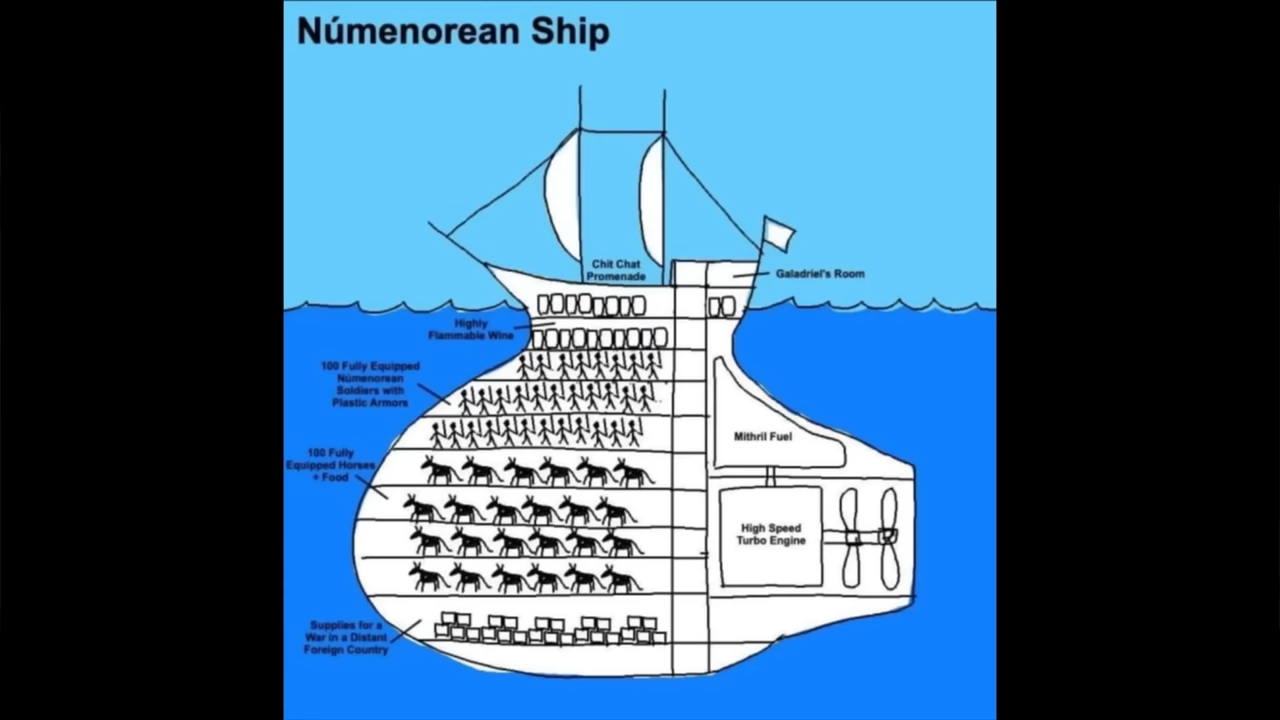 Númenorean Ship
Chit Chat
Promenade
Galadriel's Room
Highly
Flammable Wine
100 Fully Equipped
Númenorean
Soldiers with
Plastic Armors
Mithril Fuel
100 Fully
Equipped Horses
+ Food
High Speed
Turbo Engine
Supplies for a
War in a Distant
Foreign Country